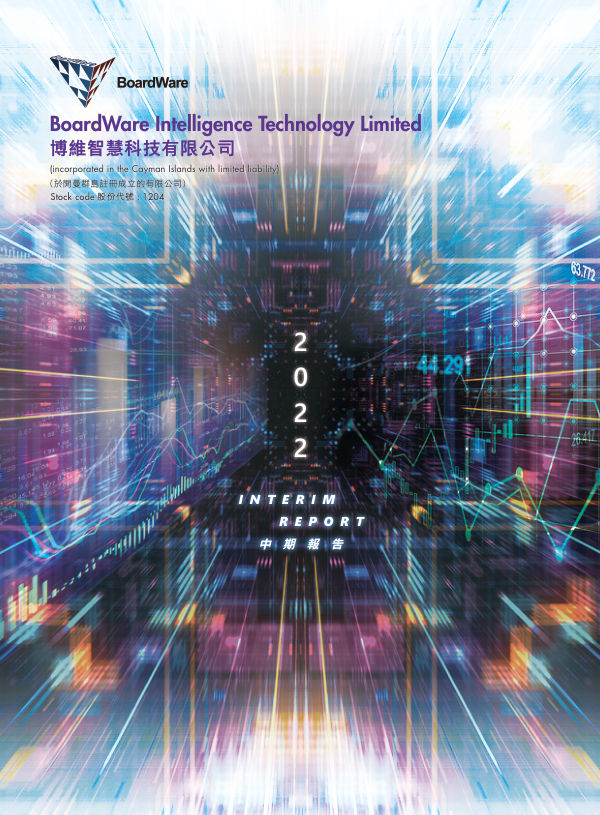 BoardWare
BoardWare Intelligence Technology Limited
博維智慧科技有限公司
(incorporated in the Cayman Islands with limited liability)
(於開曼群島註冊成立的有限公司)
Stock code 股份代號 : 1204
63.772
44.291
2
0
2
2
INTERIM
REPORT
中期報告